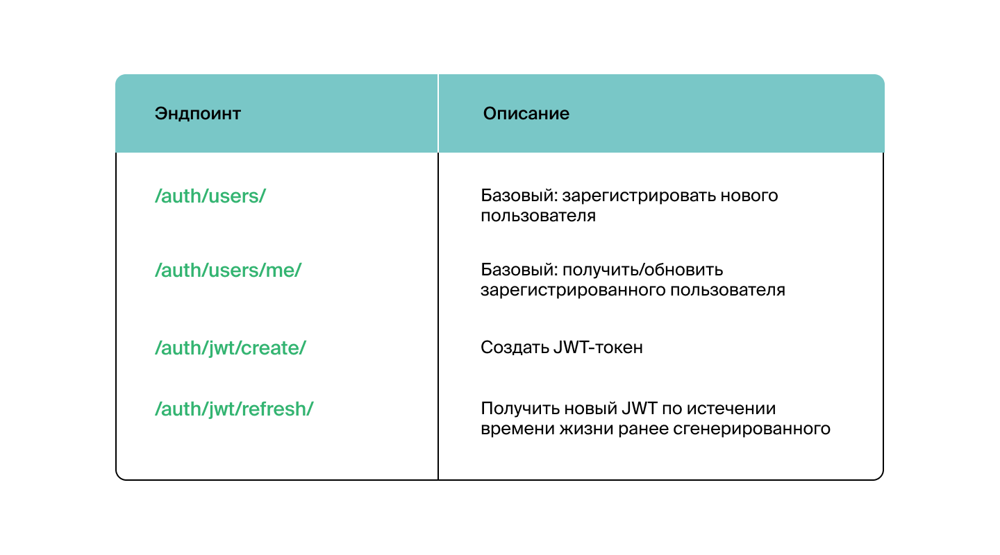 Эндпоинт
Описание
/auth/users/
Базовый: зарегистрировать нового
пользователя
/auth/users/me/
Базовый: получить/обновить
зарегистрированного пользователя
/auth/jwt/create/
Создать JWT-токен
/auth/jwt/refresh/
Получить новый JWT по истечении
времени жизни ранее сгенерированного